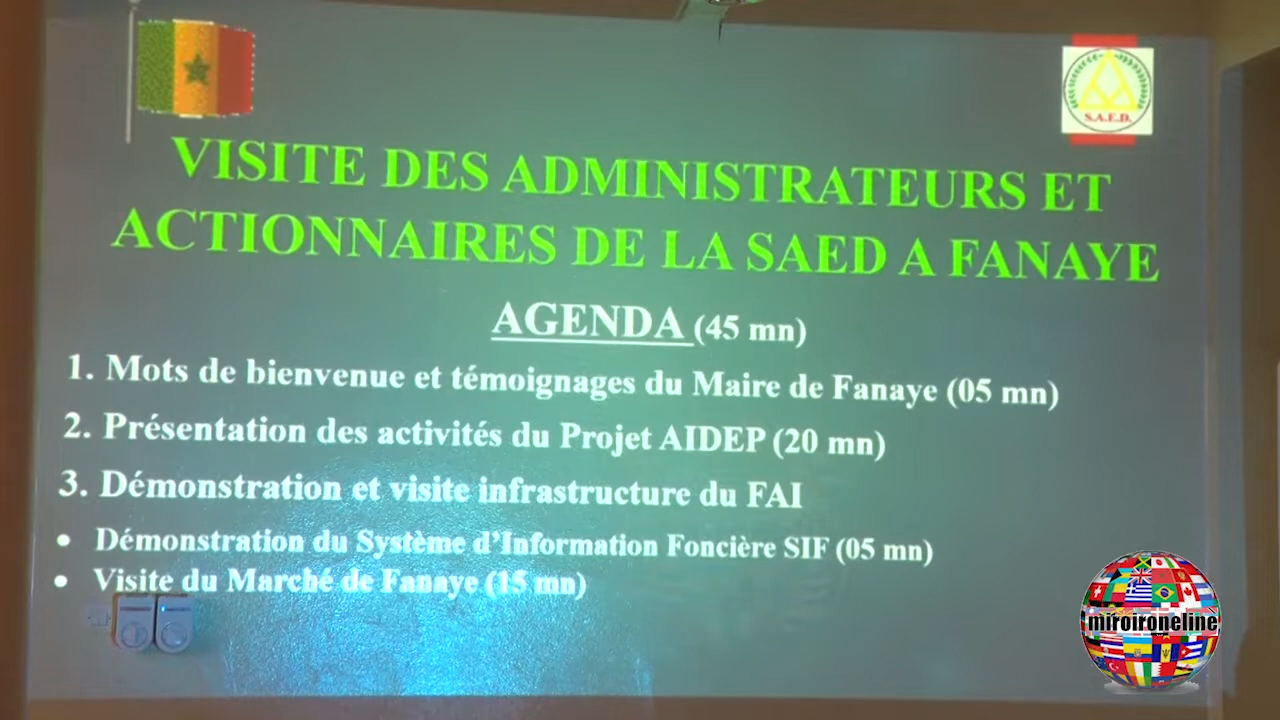 S.A.E.D.
VISITE DES ADMINISTRATEURS ET
ACTIONNAIRES DE LA SAED A FANAYE
AGENDA (45 mn)
1. Mots de bienvenue et témoignages du Maire de Fanaye (05 mn)
2. Présentation des activités du Projet AIDEP (20 mn)
3. Démonstration et visite infrastructure du FAI
• Démonstration du Système d'Information Foncière SIF (05 mn)
• Visite du Marché de Fanaye (15 mn)
miroironeline